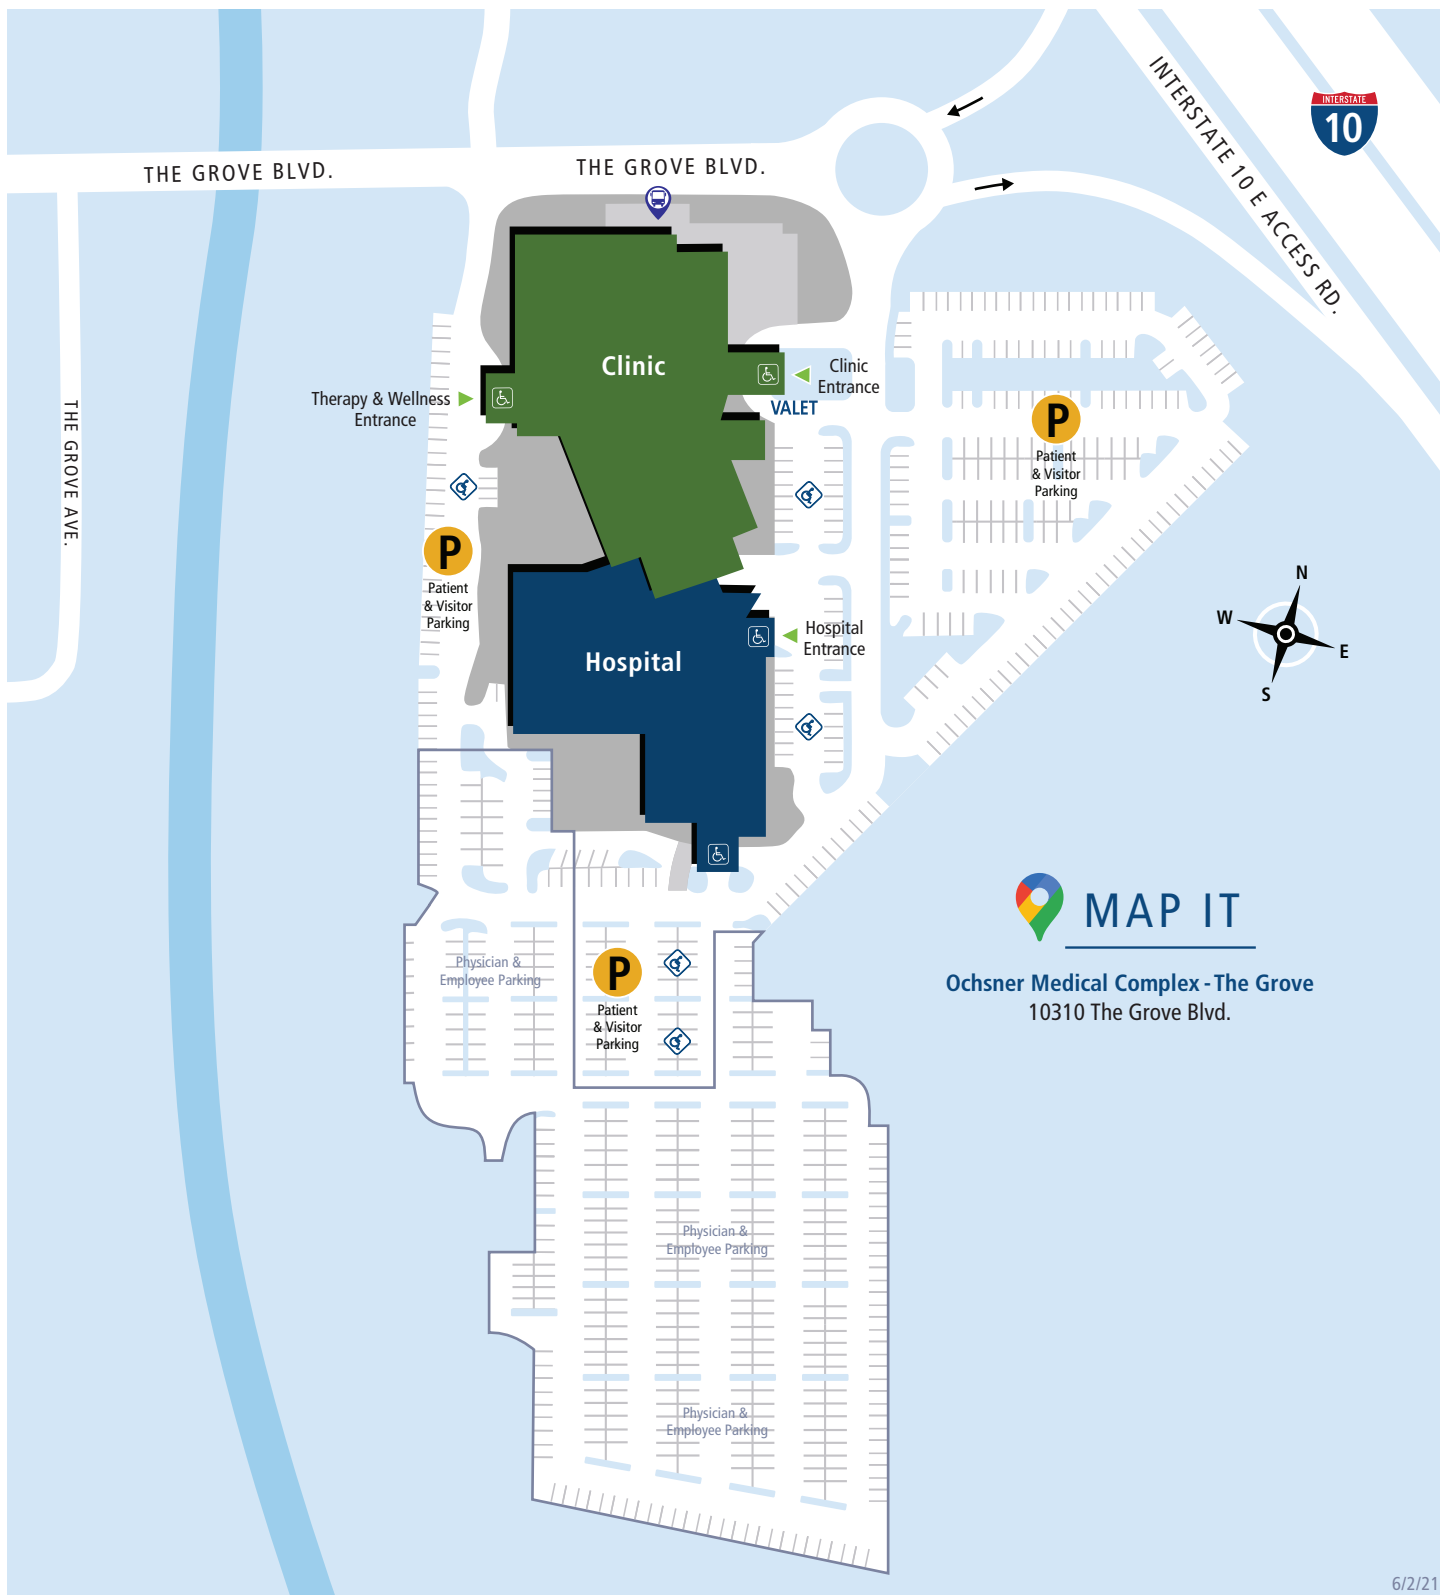 INTERSTATE
10
INTERSTATE 10 E ACCESS RD.
THE GROVE BLVD.
THE GROVE BLVD.
Clinic
Clinic
Entrance
VALET
Therapy & Wellness
Entrance
THE GROVE AVE.
P
Patient
& Visitor
Parking
P
Patient
& Visitor
Parking
N
W
E
S
Hospital
Hospital
Entrance
MAP IT
Ochsner Medical Complex - The Grove
10310 The Grove Blvd.
Physician &
Employee Parking
P
Patient
& Visitor
Parking
Physician &
Employee Parking
Physician &
Employee Parking
6/2/21